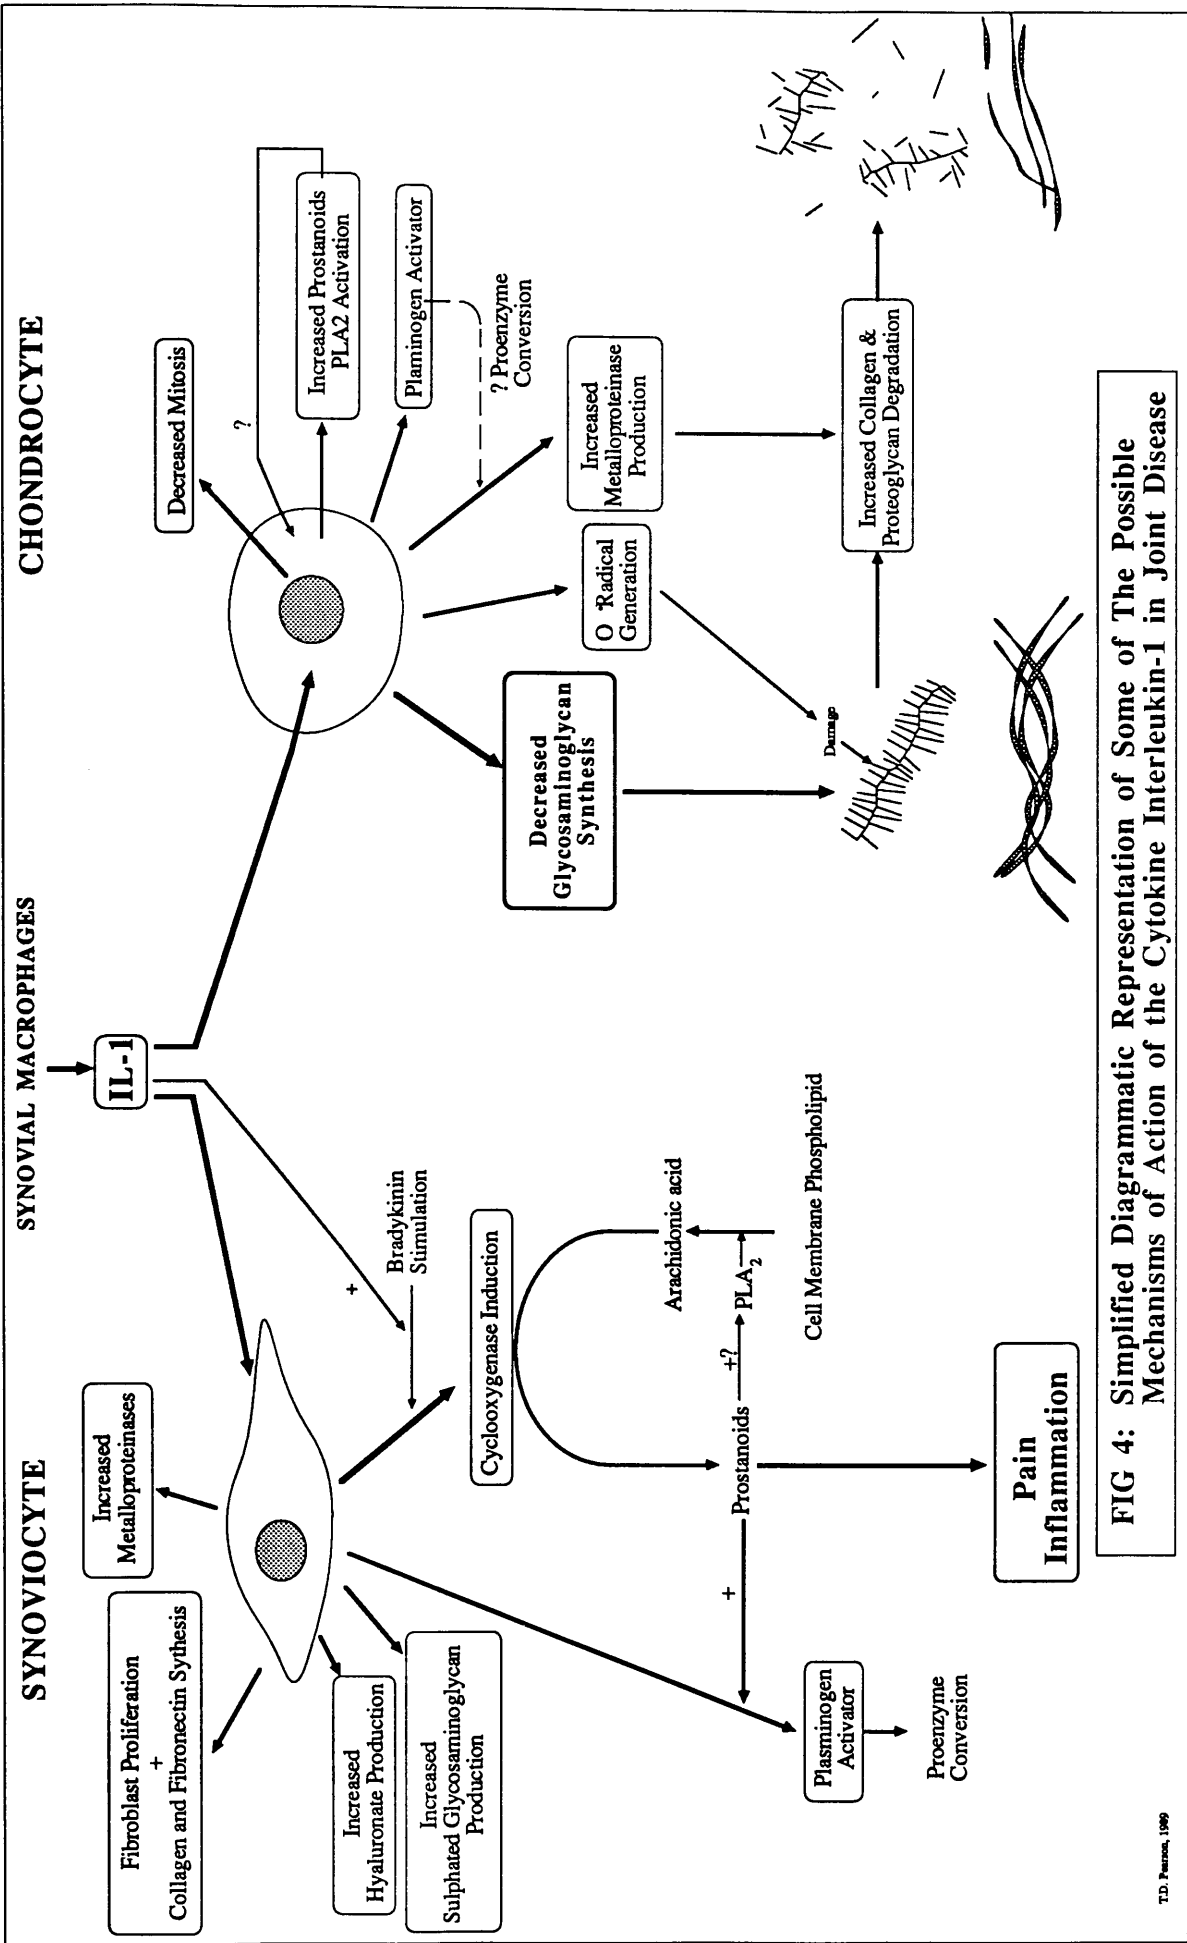 SYNOVIOCYTE
SYNOVIAL MACROPHAGES
CHONDROCYTE
IL-1
Fibroblast Proliferation
+
Collagen and Fibronectin Sythesis
Increased
Metalloproteinases
Increased
Hyaluronate Production
Increased
Sulphated Glycosaminoglycan
Production
+
Bradykinin
Stimulation
Cyclooxygenase Induction
Arachidonic acid
Prostanoids
+?
PLA2
+
Cell Membrane Phospholipid
Plasminogen
Activator
Proenzyme
Conversion
Pain
Inflammation
Decreased Mitosis
?
Increased Prostanoids
PLA2 Activation
Plaminogen Activator
? Proenzyme
Conversion
Increased
Metalloproteinase
Production
O •Radical
Generation
Decreased
Glycosaminoglycan
Synthesis
Damage
Increased Collagen &
Proteoglycan Degradation
FIG 4: Simplified Diagrammatic Representation of Some of The Possible
Mechanisms of Action of the Cytokine Interleukin-1 in Joint Disease
T.D. Pearson, 1989